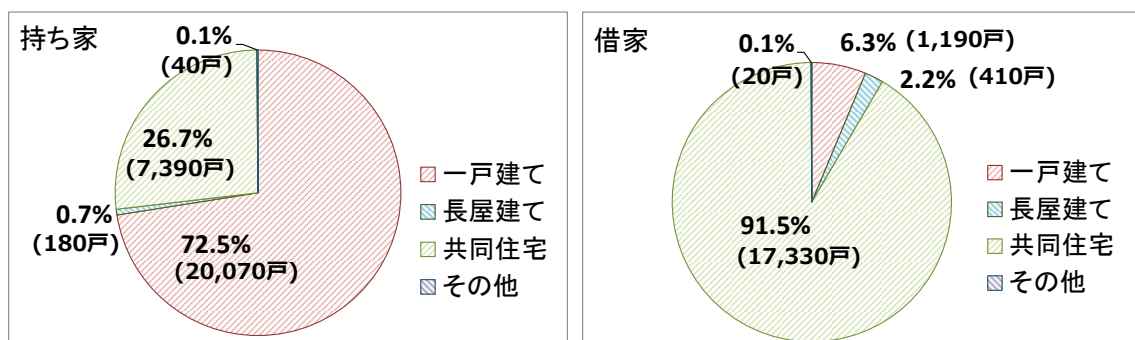 持ち家
0.1%
(40戸)
26.7%
(7,390戸)
0.7%
(180戸)
72.5%
(20,070戸)
一戸建て
長屋建て
共同住宅
その他
借家
0.1%
(20戸)
6.3% (1,190戸)
2.2% (410戸)
91.5%
(17,330戸)
一戸建て
長屋建て
共同住宅
その他